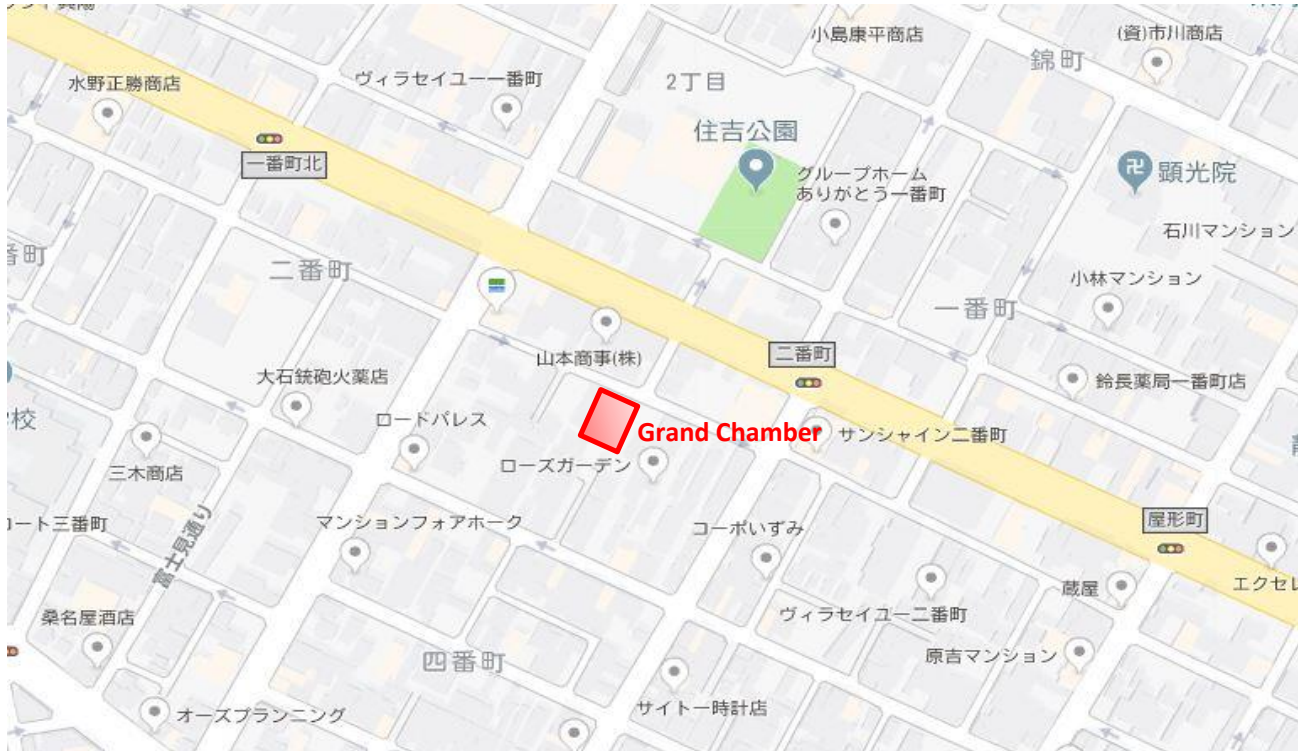 小島康平商店
(資)市川商店
錦町
水野正勝商店
ヴィラセイユー一番町
2丁目
住吉公園
一番町北
グループホーム
ありがとう一番町
卍
顕光院
石川マンション
番町
二番町
小林マンション
一番町
山本商事(株)
二番町
大石銃砲火薬店
鈴長薬局一番町店
ロードパレス
Grand Chamber
サンシャイン二番町
校
ローズガーデン
三木商店
コート三番町
マンションフォアホーク
コーポいずみ
屋形町
富士見通り
蔵屋
エクセレ
桑名屋酒店
ヴィラセイユー二番町
四番町
原吉マンション
サイトー時計店
オーズプランニング